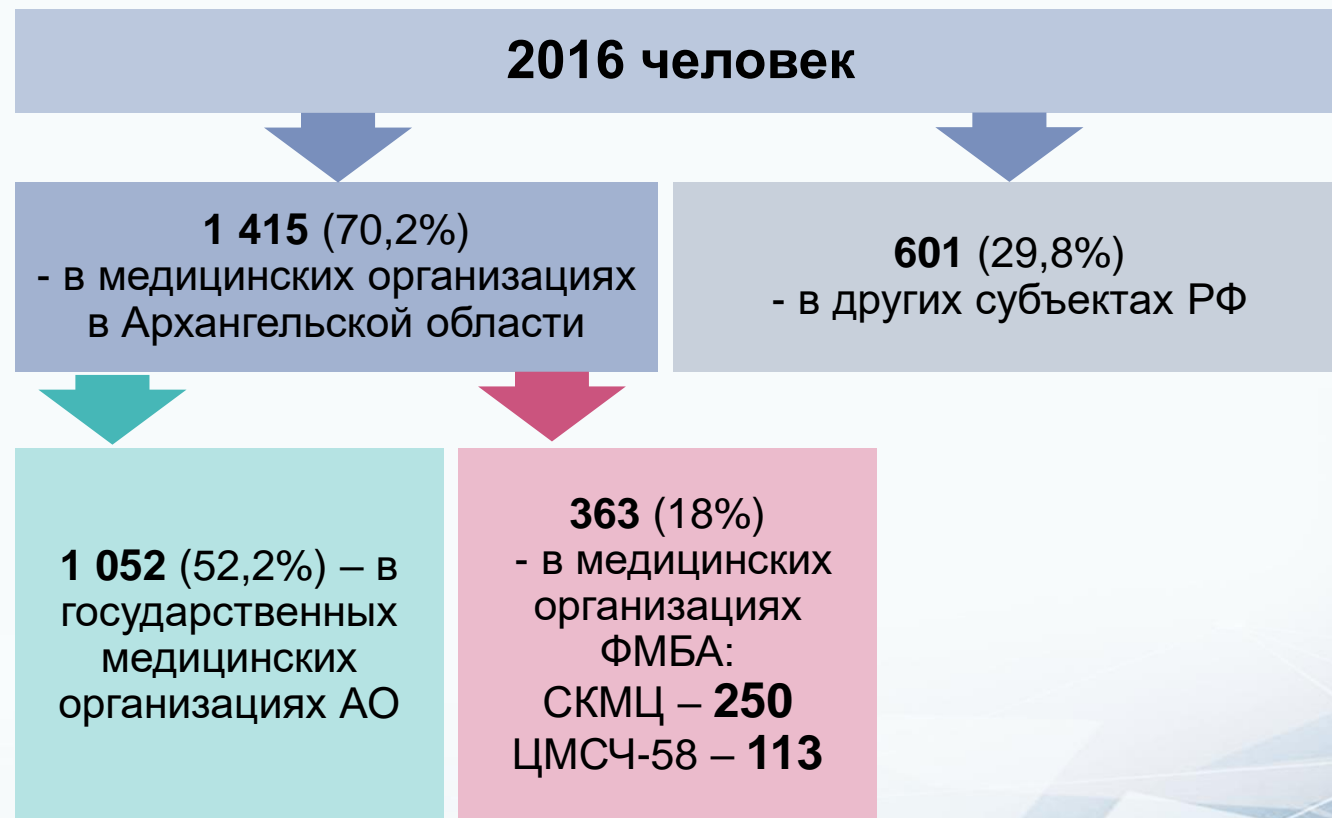 2016 человек
1 415 (70,2%)
- в медицинских организациях
в Архангельской области
601 (29,8%)
- в других субъектах РФ
1 052 (52,2%) – в
государственных
медицинских
организациях АО
363 (18%)
- в медицинских
организациях
ФМБА:
СКМЦ – 250
ЦМСЧ-58 – 113